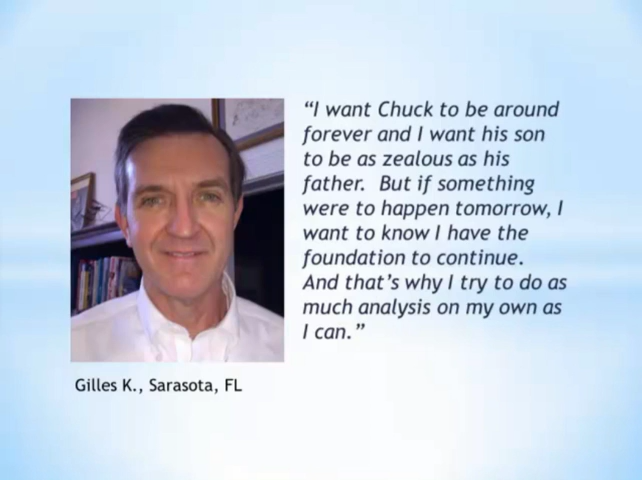 “I want Chuck to be around
forever and I want his son
to be as zealous as his
father.  But if something
were to happen tomorrow, I
want to know I have the
foundation to continue.
And that’s why I try to do as
much analysis on my own as
I can.”
Gilles K., Sarasota, FL